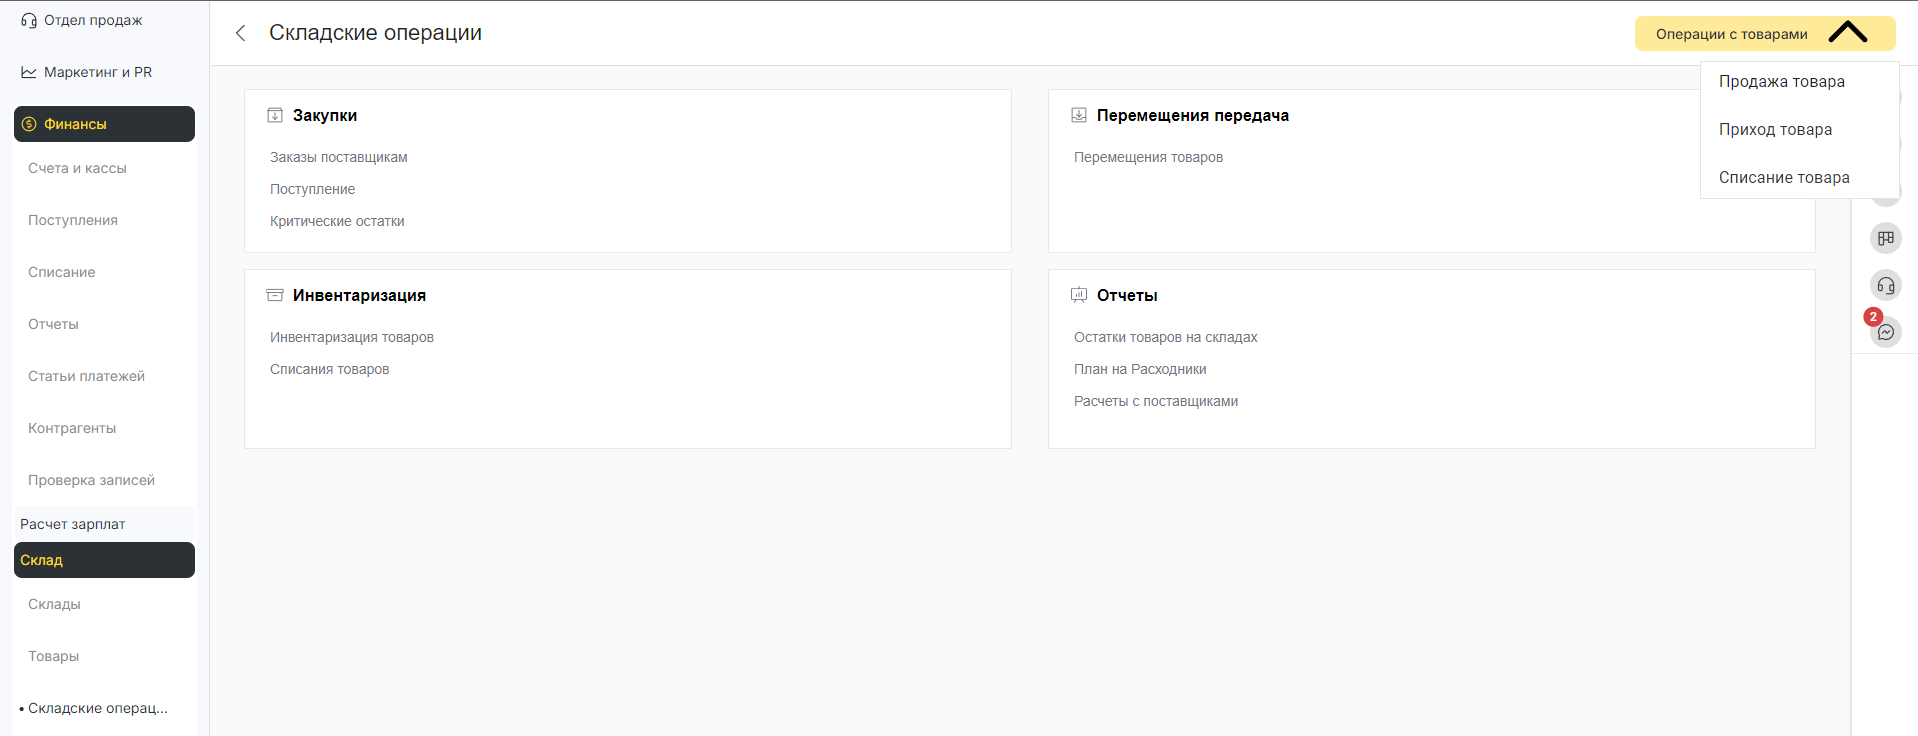 Отдел продаж
Маркетинг и PR
Финансы
Счета и кассы
Поступления
Списание
Отчеты
Статьи платежей
Контрагенты
Проверка записей
Расчет зарплат
Склад
Склады
Товары
• Складские операц...
Складские операции
Операции с товарами
Продажа товара
Приход товара
Списание товара
Закупки
Заказы поставщикам
Поступление
Критические остатки
Перемещения передача
Перемещения товаров
Инвентаризация
Инвентаризация товаров
Списания товаров
Отчеты
Остатки товаров на складах
План на Расходники
Расчеты с поставщиками
2